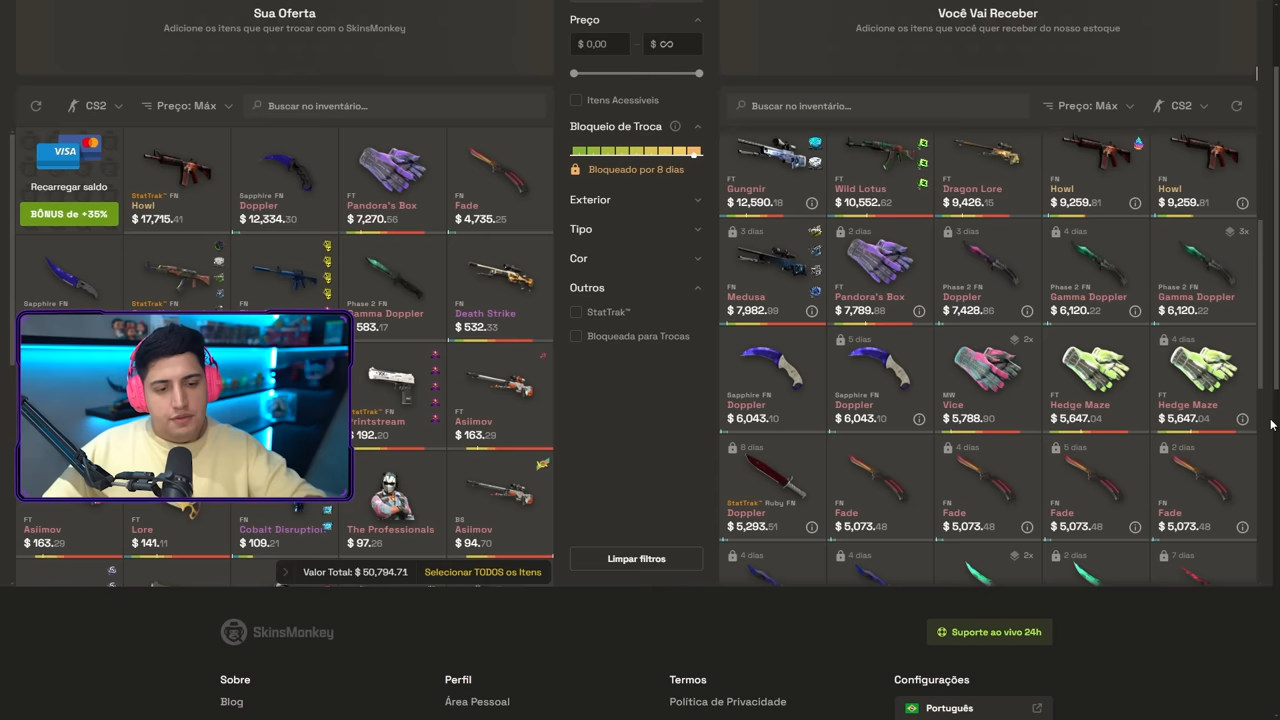 Sua Oferta
Adicione os itens que quer trocar com o SkinsMonkey
CS2
Preço: Máx
Buscar no inventário...
VISA
Recarregar saldo
BÔNUS de +35%
StatTrak™ FN
Howl
$ 17,715.41
Sapphire FN
Doppler
$ 12,334.30
FT
Pandora's Box
$ 7,270.56
FN
Fade
$ 4,735.25
Sapphire FN
StatTrak™ FN
FN
Gamma Doppler
583.17
Death Strike
$ 532.33
StatTrak™ FN
Printstream
$ 192.20
FT
Asiimov
$ 163.29
FT
Asiimov
$ 163.29
FT
Lore
$ 141.11
FN
Cobalt Disruption
$ 109.21
The Professionals
$ 97.26
BS
Asiimov
$ 94.70
Valor Total: $ 50,794.71
Selecionar TODOS os Itens
Preço
$ 0,00
$ ∞
Itens Acessíveis
Bloqueio de Troca
Bloqueado por 8 dias
Exterior
Tipo
Cor
Outros
StatTrak™
Bloqueada para Trocas
Limpar filtros
Você Vai Receber
Adicione os itens que você quer receber do nosso estoque
Buscar no inventário...
Preço: Máx
CS2
FT
Gungnir
$ 12,590.18
FT
Wild Lotus
$ 10,552.62
FT
Dragon Lore
$ 9,426.15
FN
Howl
$ 9,259.81
FN
Howl
$ 9,259.81
3 dias
FT
Medusa
$ 7,982.99
2 dias
FT
Pandora's Box
$ 7,789.88
3 dias
Phase 2 FN
Doppler
$ 7,428.86
4 dias
Phase 2 FN
Gamma Doppler
$ 6,120.22
3x
Phase 2 FN
Gamma Doppler
$ 6,120.22
Sapphire FN
Doppler
$ 6,043.10
5 dias
Sapphire FN
Doppler
$ 6,043.10
2x
MW
Vice
$ 5,788.90
FT
Hedge Maze
$ 5,647.04
4 dias
FT
Hedge Maze
$ 5,647.04
8 dias
StatTrak™ Ruby FN
Doppler
$ 5,293.51
FN
Fade
$ 5,073.48
4 dias
FN
Fade
$ 5,073.48
5 dias
FN
Fade
$ 5,073.48
2 dias
FN
Fade
$ 5,073.48
4 dias
4 dias
2x
2 dias
7 dias
SkinsMonkey
Suporte ao vivo 24h
Sobre
Perfil
Termos
Configurações
Blog
Área Pessoal
Política de Privacidade
Português